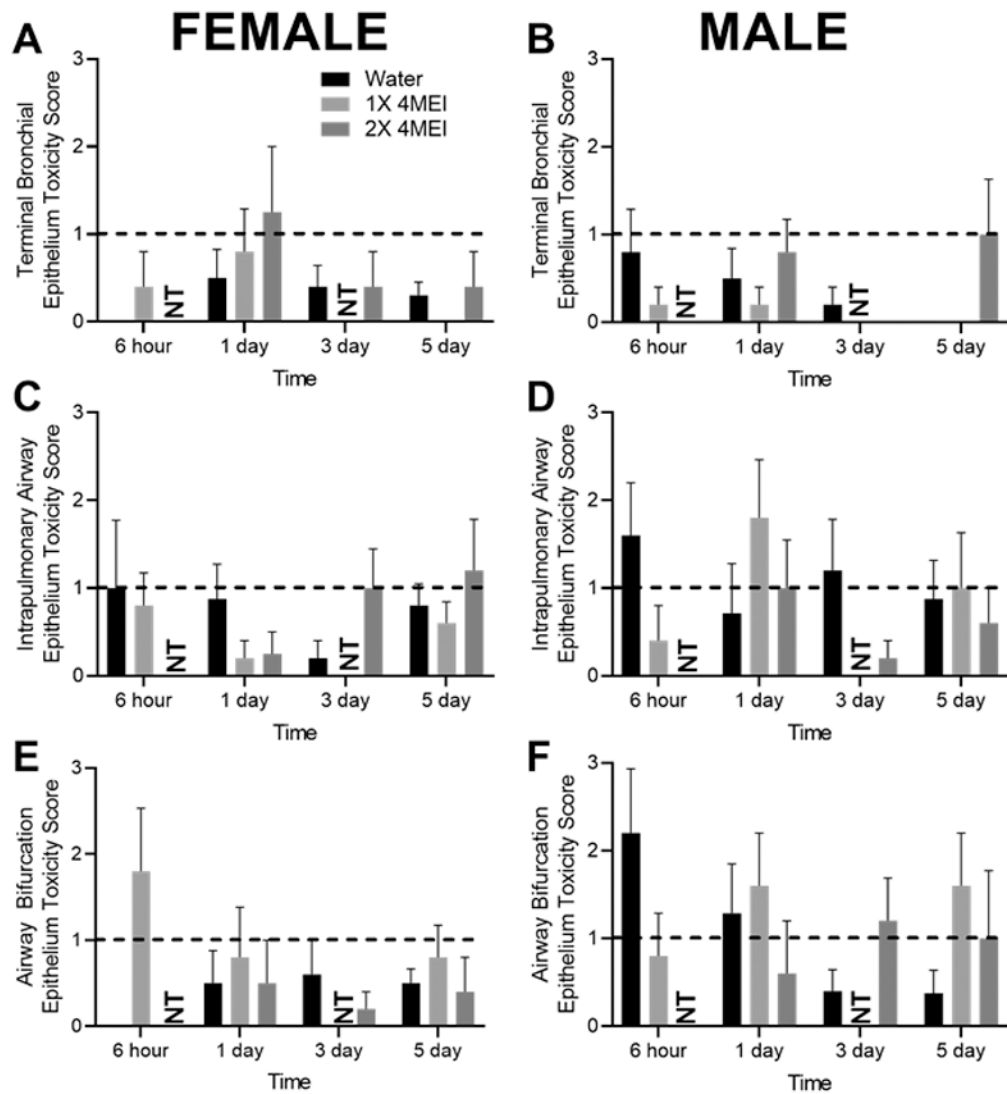 FEMALE
MALE
A
Terminal Bronchial
Epithelium Toxicity Score
3
2
1
0
Water
1X 4MEI
2X 4MEI
NT
NT
6 hour
1 day
3 day
5 day
Time
B
Terminal Bronchial
Epithelium Toxicity Score
3
2
1
0
NT
6 hour
1 day
3 day
5 day
Time
C
Intrapulmonary Airway
Epithelium Toxicity Score
3
2
1
0
NT
NT
6 hour
1 day
3 day
5 day
Time
D
Intrapulmonary Airway
Epithelium Toxicity Score
3
2
1
0
NT
NT
6 hour
1 day
3 day
5 day
Time
E
Airway Bifurcation
Epithelium Toxicity Score
3
2
1
0
NT
NT
6 hour
1 day
3 day
5 day
Time
F
Airway Bifurcation
Epithelium Toxicity Score
3
2
1
0
NT
NT
6 hour
1 day
3 day
5 day
Time